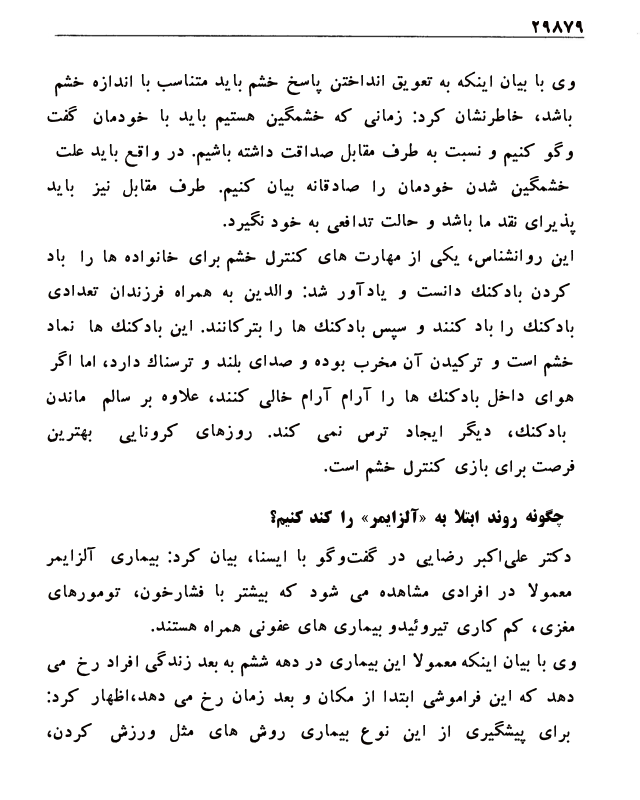 ۲۹۸۷۹
وی با بیان اینکه به تعویق انداختن پاسخ خشم باید متناسب با اندازه خشم
باشد، خاطرنشان کرد: زمانی که خشمگین هستیم باید با خودمان گفت
وگو کنیم و نسبت به طرف مقابل صداقت داشته باشیم. در واقع باید علت
خشمگین شدن خودمان را صادقانه بیان کنیم. طرف مقابل نیز باید
پذیرای نقد ما باشد و حالت تدافعی به خود نگیرد.
این روانشناس، یکی از مهارت های کنترل خشم برای خانواده ها را باد
کردن بادکنک دانست و یادآور شد: والدین به همراه فرزندان تعدادی
بادکنک را باد کنند و سپس بادکنک ها را بترکانند. این بادکنک ها نماد
خشم است و ترکیدن آن مخرب بوده و صدای بلند و ترسناک دارد، اما اگر
هوای داخل بادکنک ها را آرام آرام خالی کنند، علاوه بر سالم ماندن
بادکنک، دیگر ایجاد ترس نمی کند. روزهای کرونایی بهترین
فرصت برای بازی کنترل خشم است.
چگونه روند ابتلا به «آلزایمر» را کند کنیم؟
دکتر علی‌اکبر رضایی در گفت‌وگو با ایسنا، بیان کرد: بیماری آلزایمر
معمولا در افرادی مشاهده می شود که بیشتر با فشارخون، تومورهای
مغزی، کم کاری تیروئیدو بیماری های عفونی همراه هستند.
وی با بیان اینکه معمولا این بیماری در دهه ششم به بعد زندگی افراد رخ می
دهد که این فراموشی ابتدا از مکان و بعد زمان رخ می دهد،اظهار کرد:
برای پیشگیری از این نوع بیماری روش های مثل ورزش کردن،